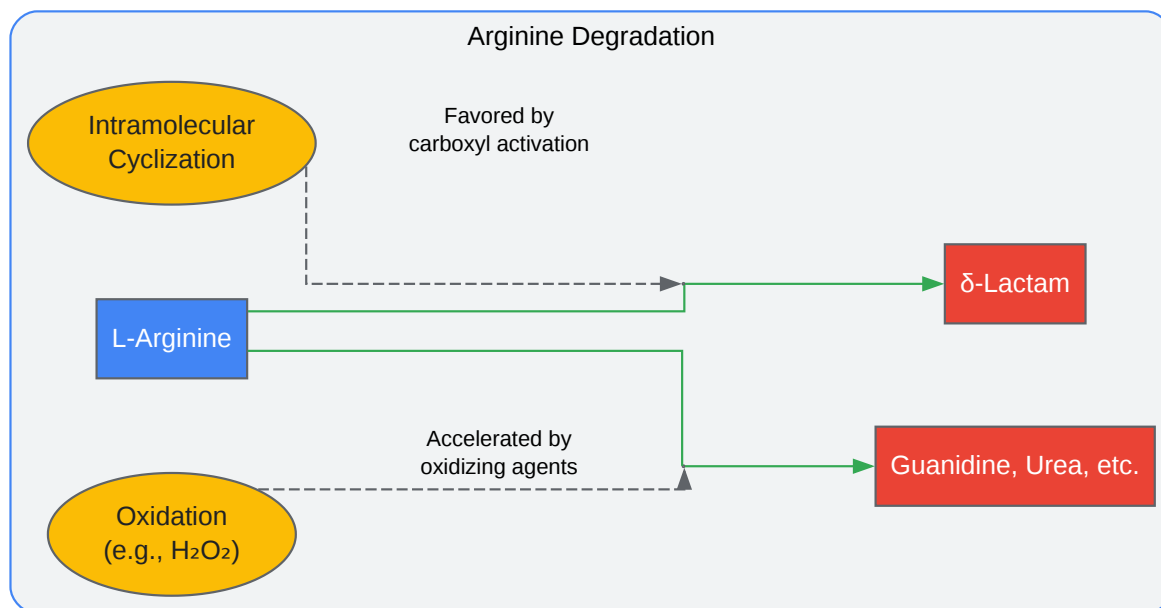 Arginine Degradation
Intramolecular
Cyclization
Favored by
carboxyl activation
δ-Lactam
L-Arginine
Accelerated by
oxidizing agents
Guanidine, Urea, etc.
Oxidation
(e.g., H₂O₂)